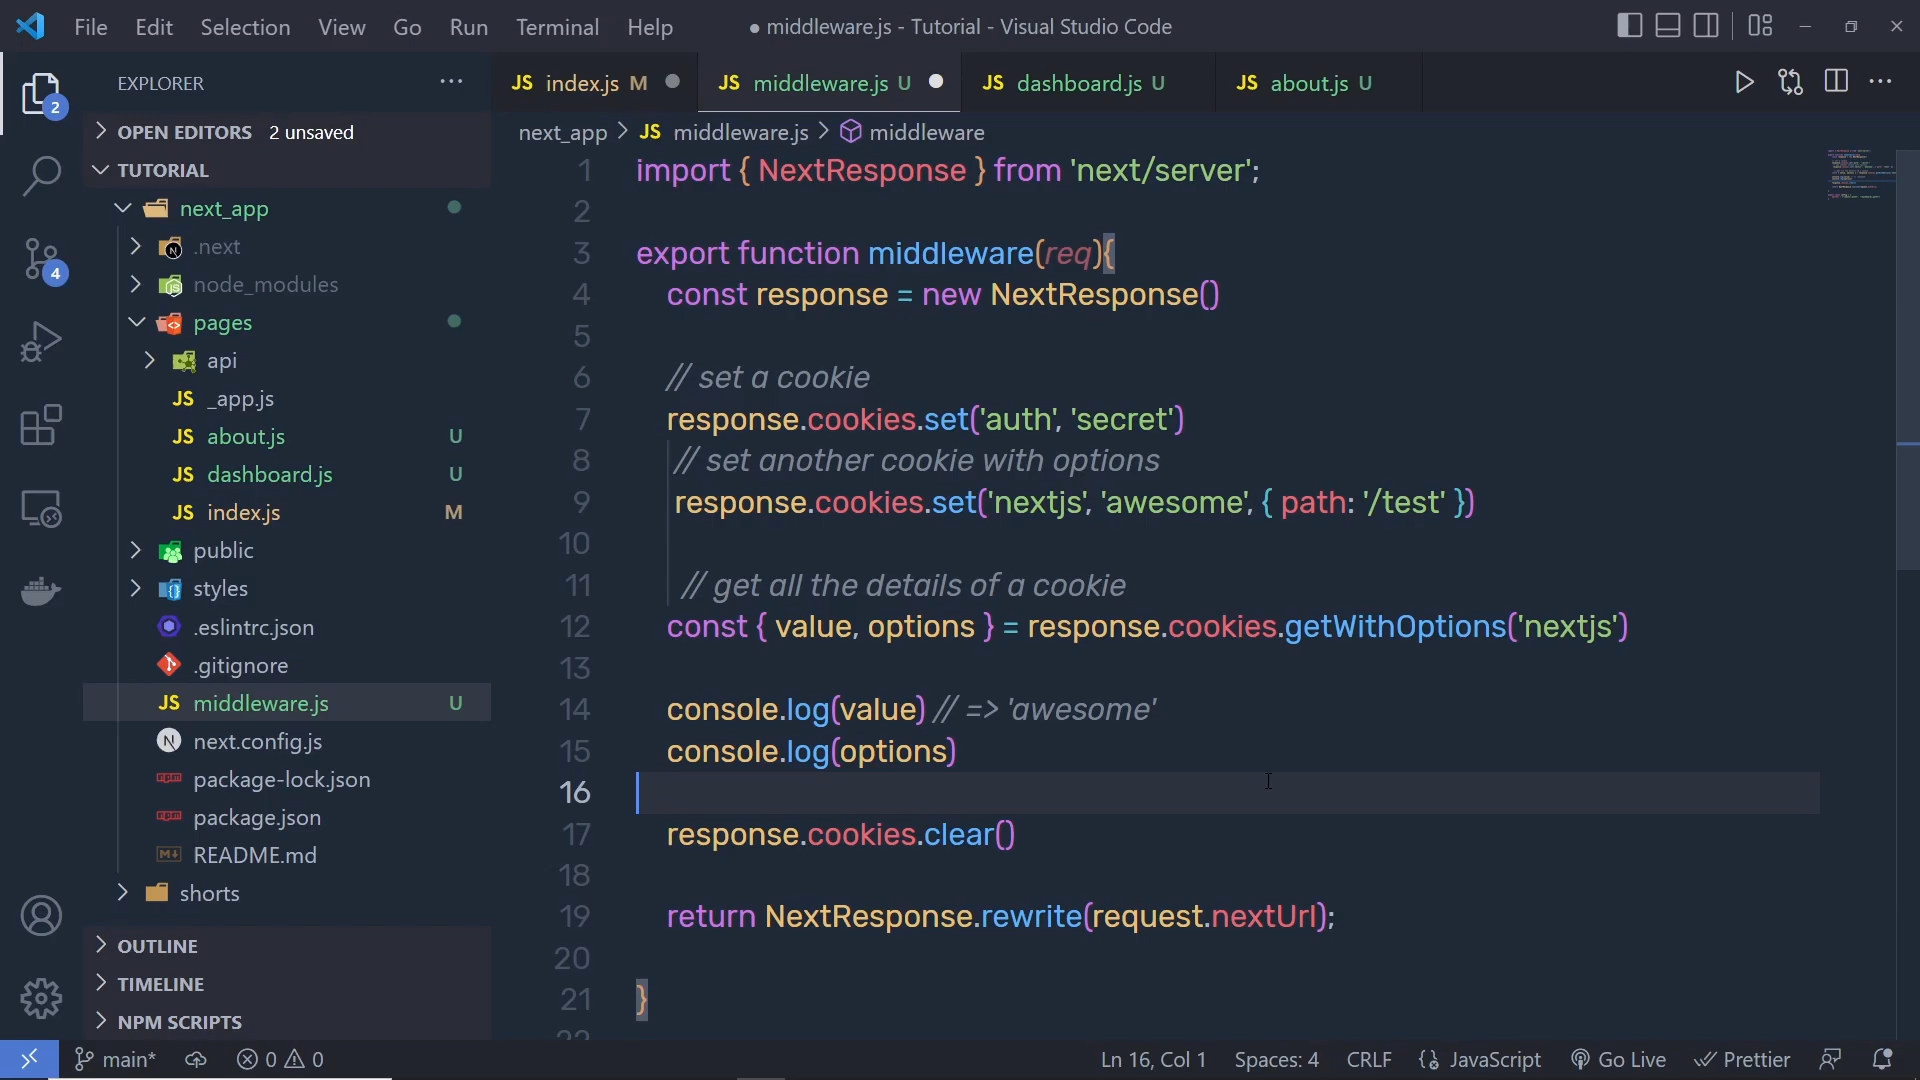 File Edit Selection View Go Run Terminal Help ● middleware.js - Tutorial - Visual Studio Code
EXPLORER ···
JS index.js M JS middleware.js U JS dashboard.js U JS about.js U
2
OPEN EDITORS 2 unsaved
next_app > JS middleware.js > middleware
TUTORIAL
next_app
.next
node_modules
pages
api
JS _app.js
JS about.js U
JS dashboard.js U
JS index.js M
public
styles
.eslintrc.json
.gitignore
JS middleware.js U
next.config.js
package-lock.json
package.json
README.md
shorts
OUTLINE
TIMELINE
NPM SCRIPTS
4
1 import { NextResponse } from 'next/server';
2
3 export function middleware(req){
4 const response = new NextResponse()
5
6 // set a cookie
7 response.cookies.set('auth', 'secret')
8 // set another cookie with options
9 response.cookies.set('nextjs', 'awesome', { path: '/test' })
10
11 // get all the details of a cookie
12 const { value, options } = response.cookies.getWithOptions('nextjs')
13
14 console.log(value) // => 'awesome'
15 console.log(options)
16
17 response.cookies.clear()
18
19 return NextResponse.rewrite(request.nextUrl);
20
21 }
22
main* 0 0 Ln 16, Col 1 Spaces: 4 CRLF JavaScript Go Live Prettier